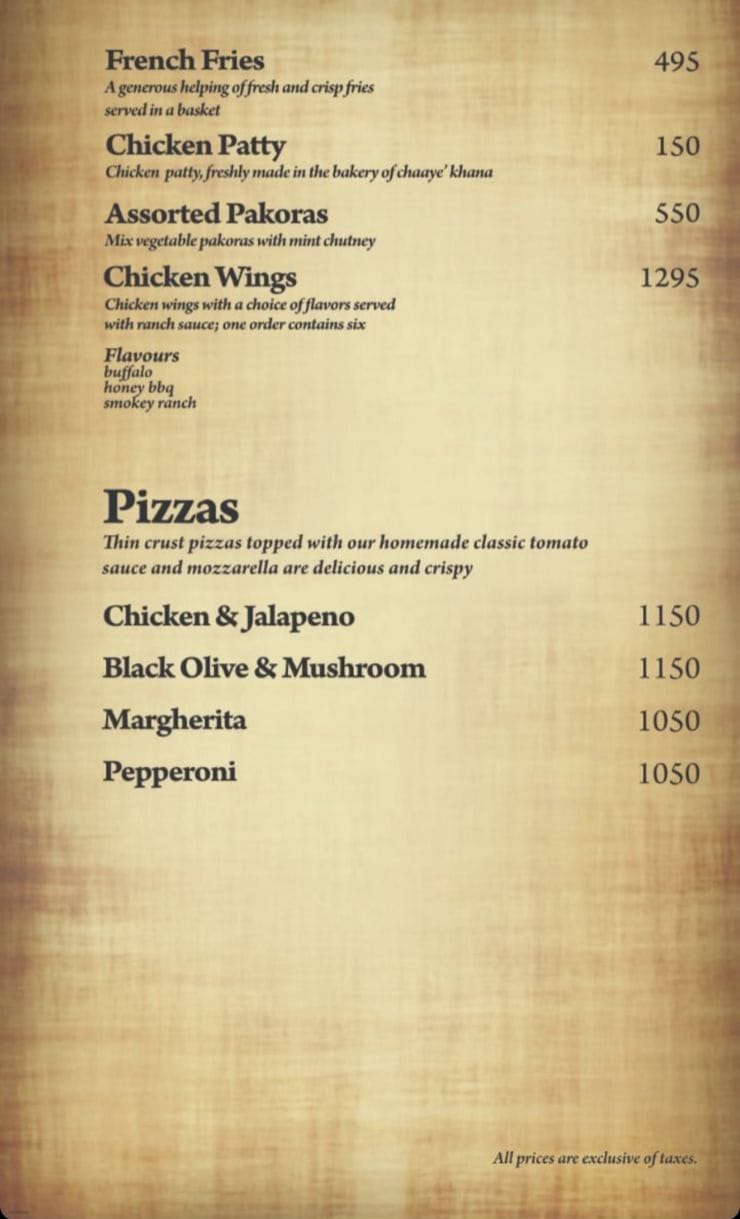 French Fries 495
A generous helping of fresh and crisp fries
served in a basket
Chicken Patty 150
Chicken patty, freshly made in the bakery of chaaye' khana
Assorted Pakoras 550
Mix vegetable pakoras with mint chutney
Chicken Wings 1295
Chicken wings with a choice of flavors served
with ranch sauce; one order contains six
Flavours
buffalo
honey bbq
smokey ranch
Pizzas
Thin crust pizzas topped with our homemade classic tomato
sauce and mozzarella are delicious and crispy
Chicken & Jalapeno 1150
Black Olive & Mushroom 1150
Margherita 1050
Pepperoni 1050
All prices are exclusive of taxes.